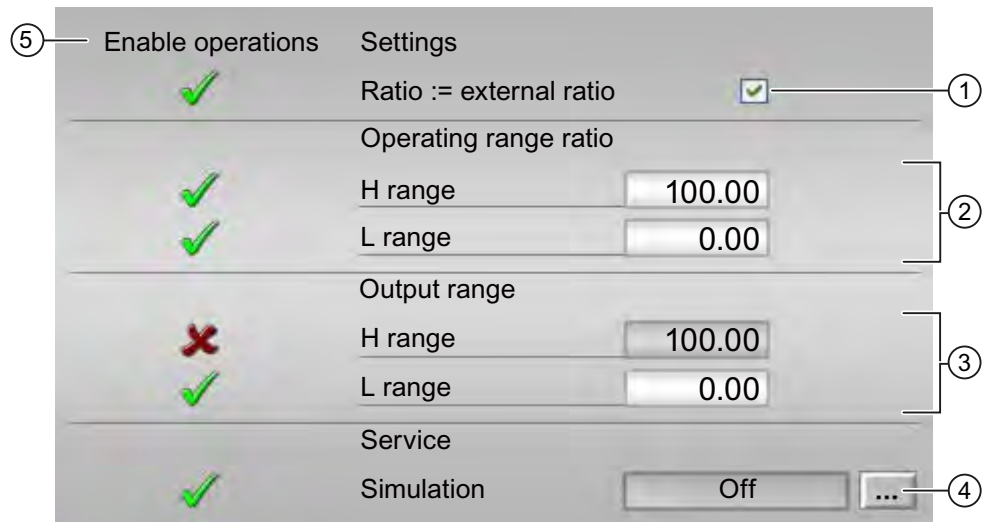 ⑤ Enable operations Settings
Ratio := external ratio ①
Operating range ratio
H range 100.00
②
L range 0.00
Output range
H range 100.00
③
L range 0.00
Service
Simulation Off ... ④